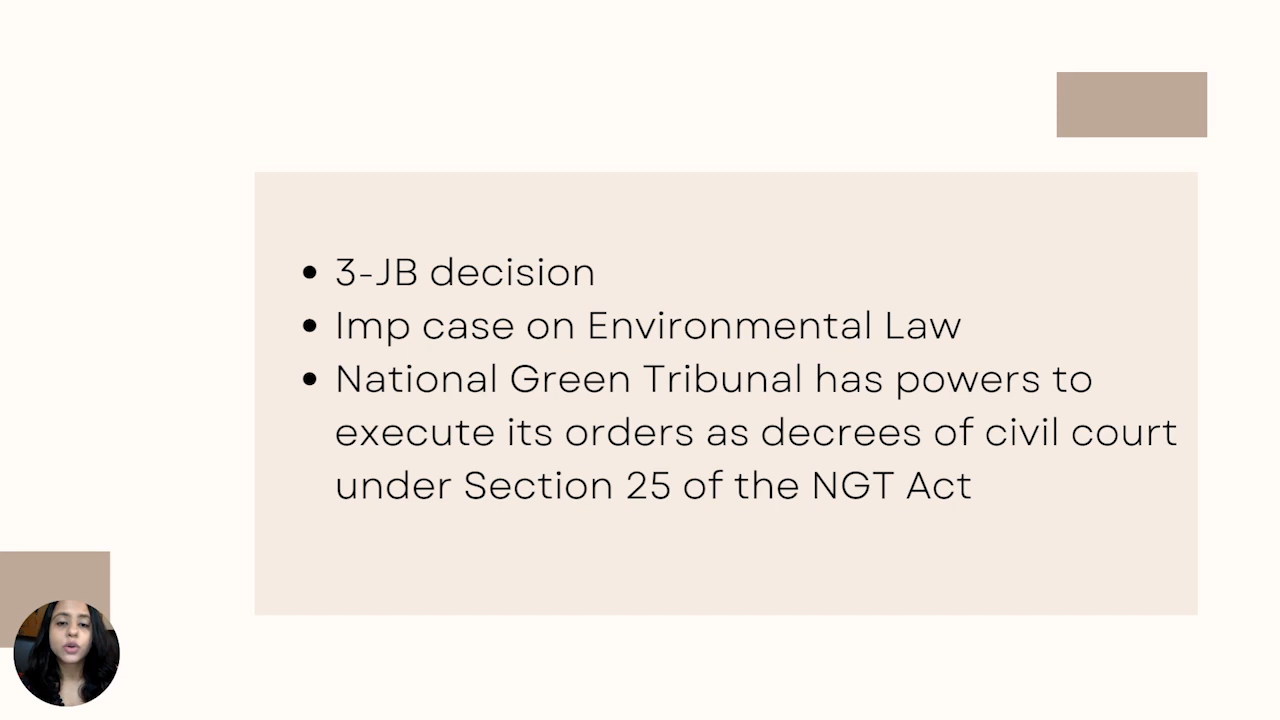 • 3-JB decision
• Imp case on Environmental Law
• National Green Tribunal has powers to
execute its orders as decrees of civil court
under Section 25 of the NGT Act